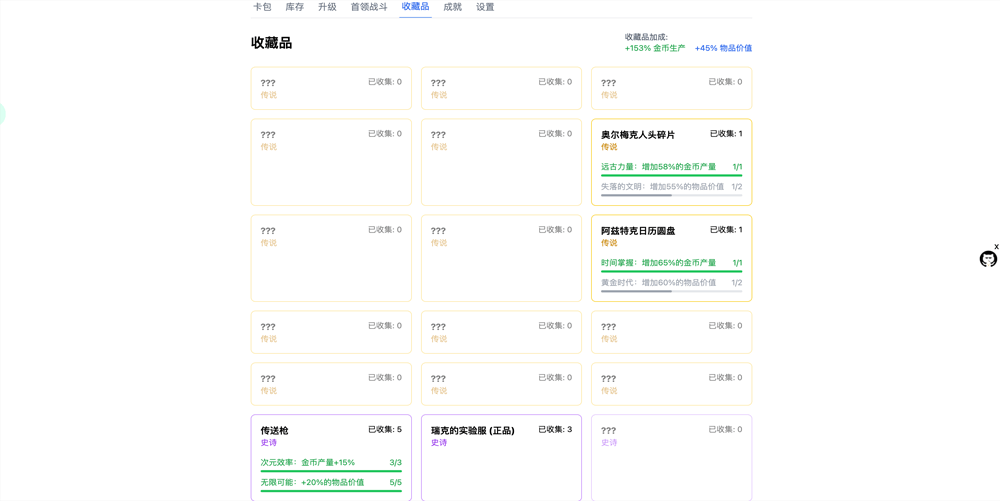 卡包 库存 升级 首领战斗 收藏品 成就 设置
收藏品
收藏品加成:
+153% 金币生产 +45% 物品价值
??? 已收集: 0 ??? 已收集: 0 ??? 已收集: 0
传说 传说 传说
??? 已收集: 0 ??? 已收集: 0 奥尔梅克人头碎片 已收集: 1
传说 传说 传说
远古力量：增加58%的金币产量 1/1
失落的文明：增加55%的物品价值 1/2
??? 已收集: 0 ??? 已收集: 0 阿兹特克日历圆盘 已收集: 1
传说 传说 传说
时间掌握：增加65%的金币产量 1/1
黄金时代：增加60%的物品价值 1/2
??? 已收集: 0 ??? 已收集: 0 ??? 已收集: 0
传说 传说 传说
??? 已收集: 0 ??? 已收集: 0 ??? 已收集: 0
传说 传说 传说
传送枪 已收集: 5 瑞克的实验服 (正品) 已收集: 3 ??? 已收集: 0
史诗 史诗 史诗
次元效率：金币产量+15% 3/3
无限可能：+20%的物品价值 5/5
x